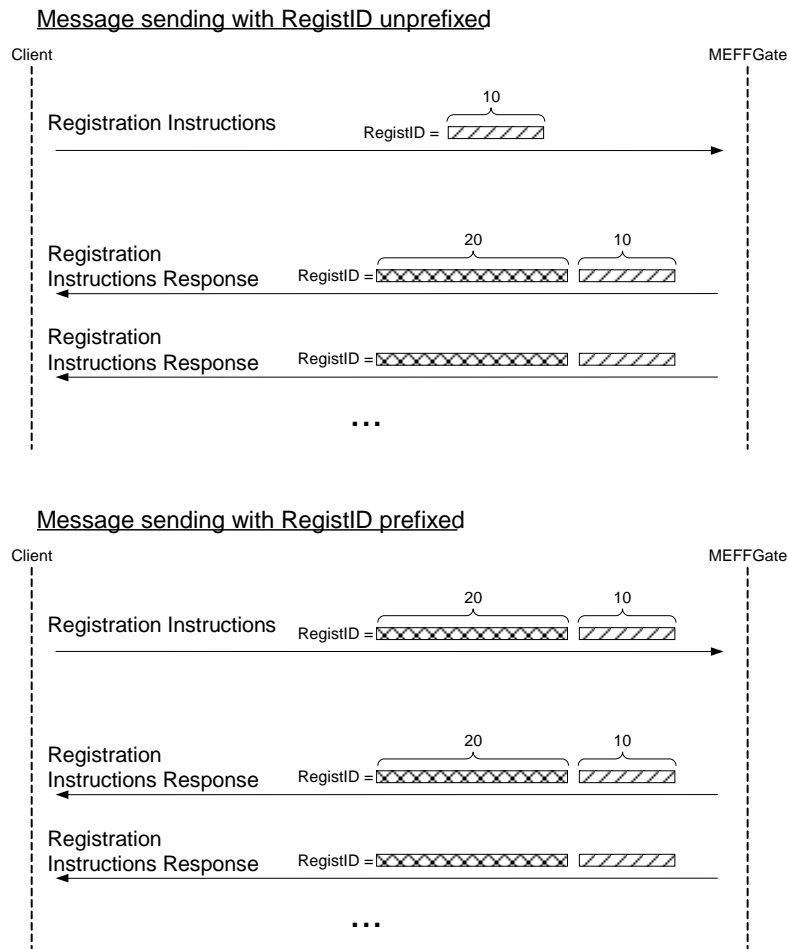 Message sending with RegistID unprefixed
Client MEFFGate
10
Registration Instructions RegistID =
20 10
Registration
Instructions Response RegistID =
Registration
Instructions Response RegistID =
...
Message sending with RegistID prefixed
Client MEFFGate
20 10
Registration Instructions RegistID =
20 10
Registration
Instructions Response RegistID =
Registration
Instructions Response RegistID =
...